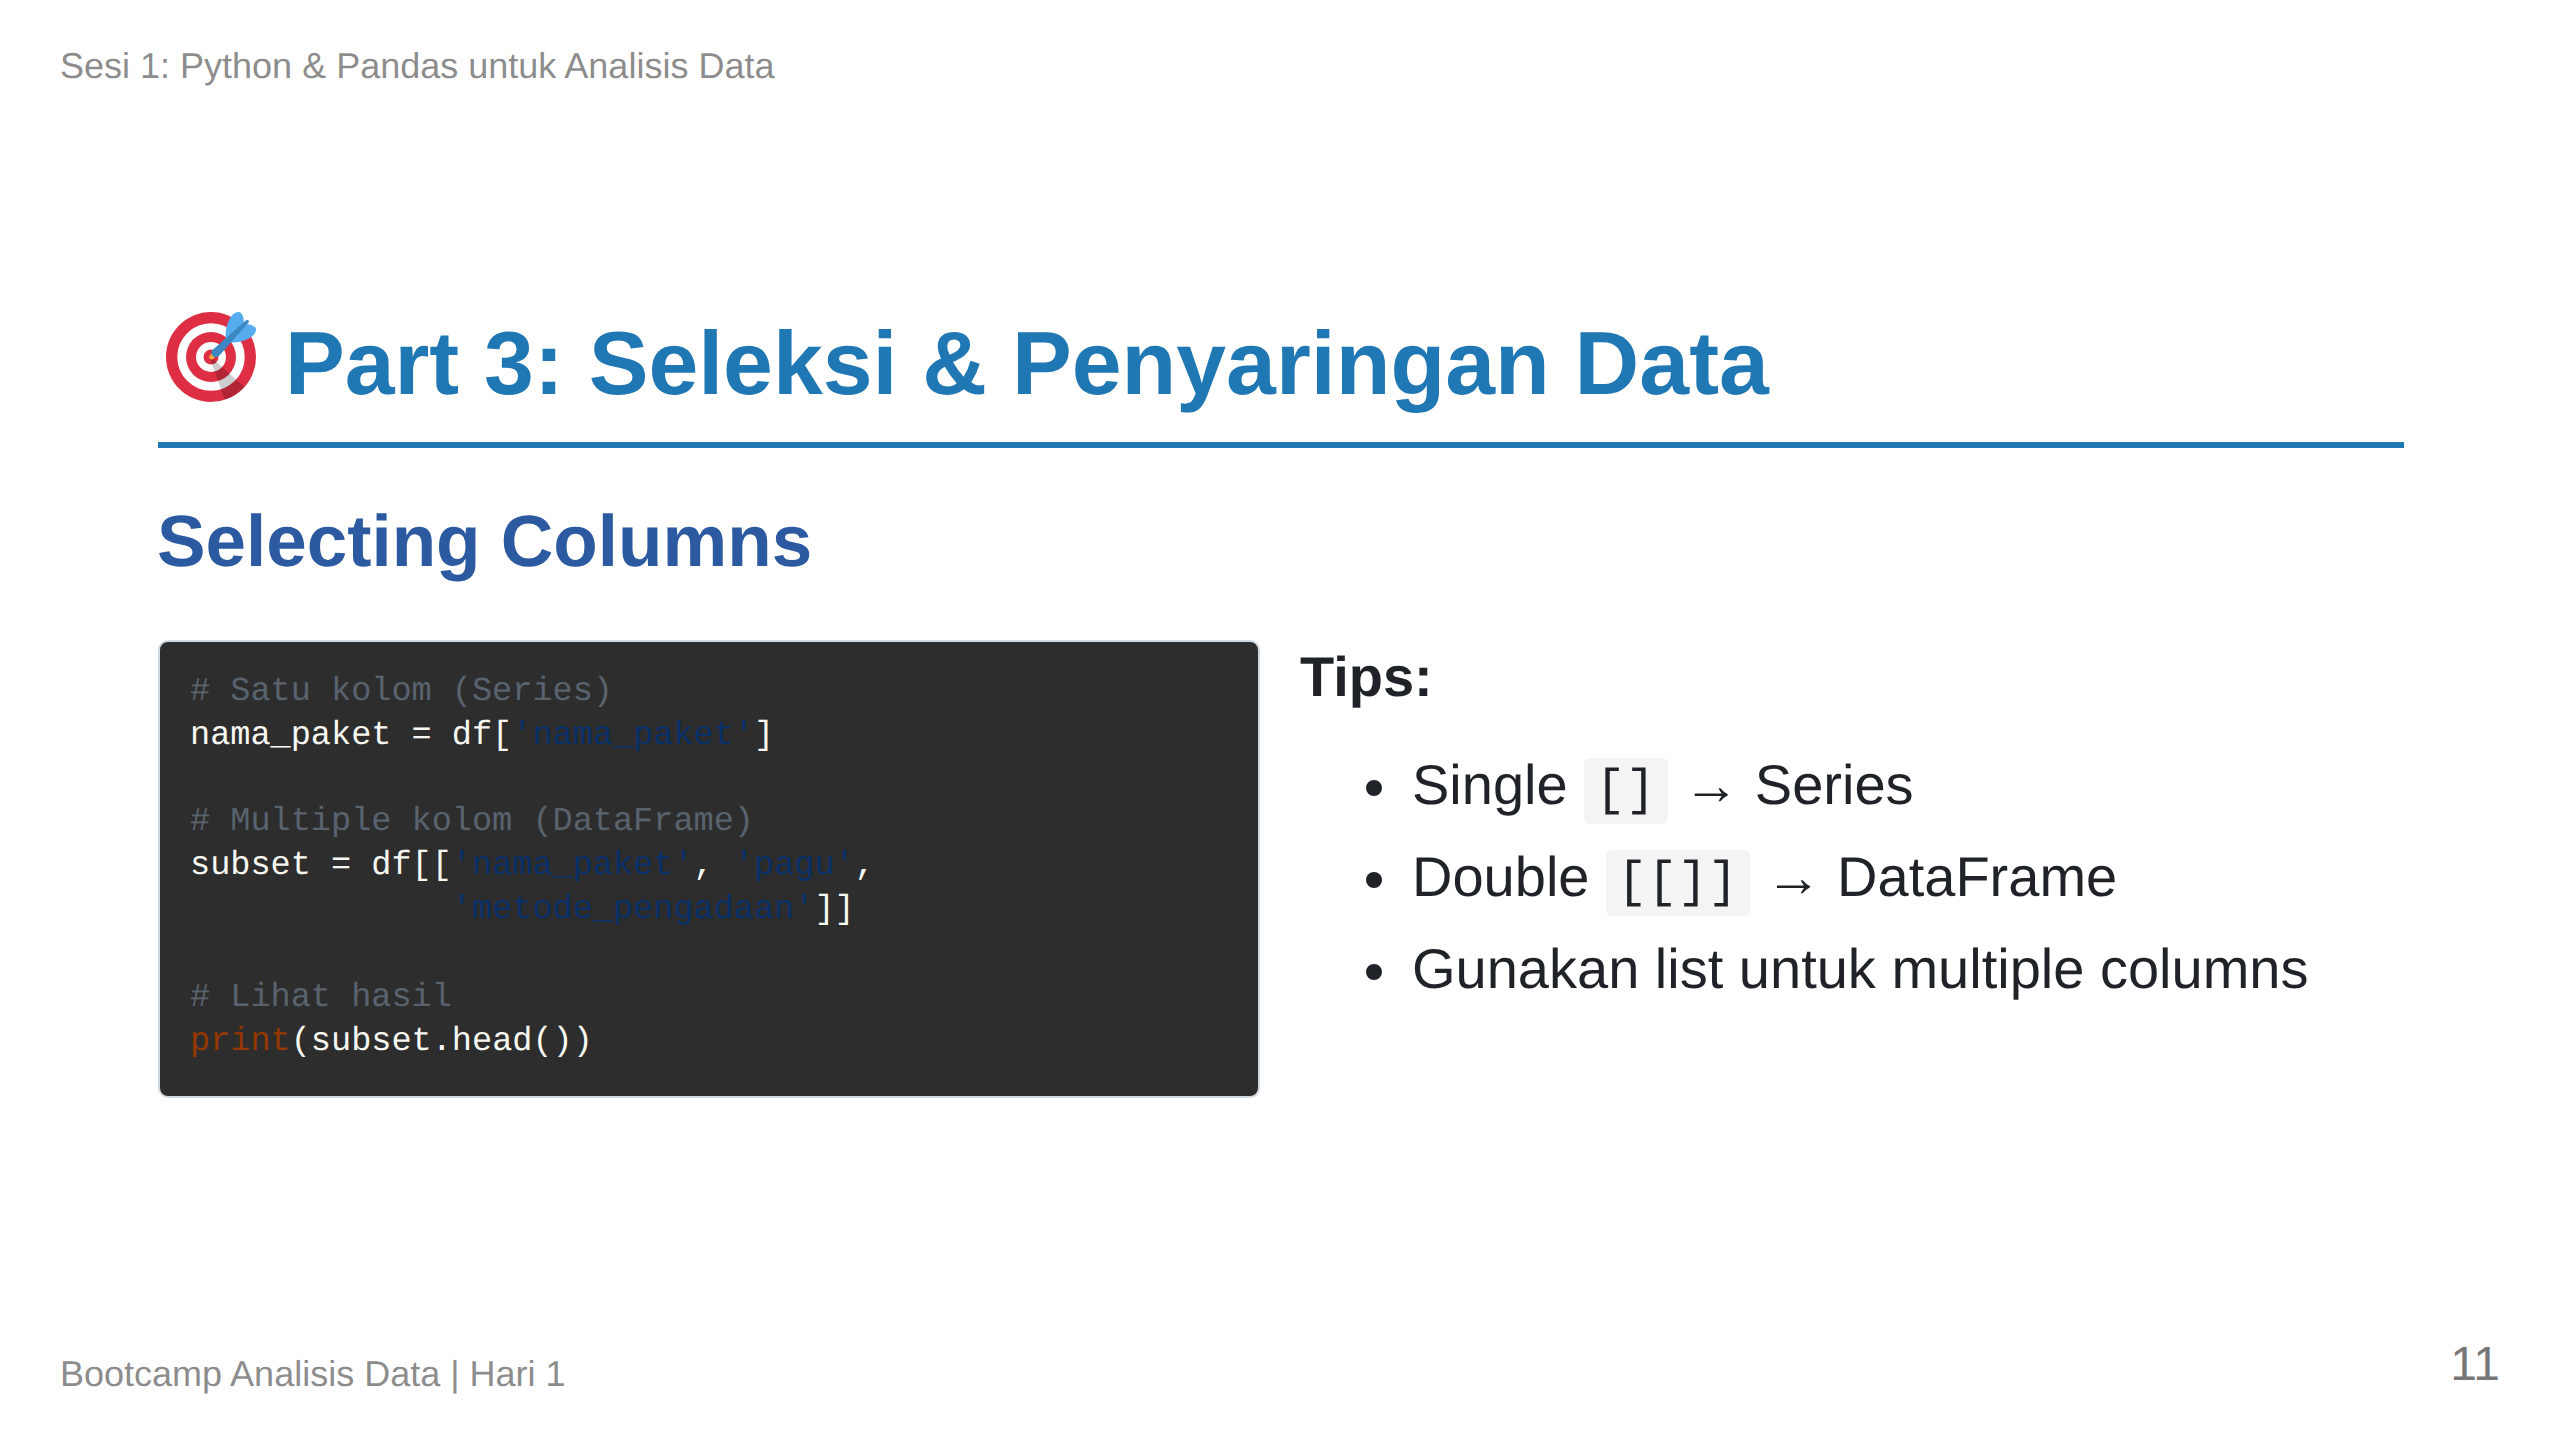 Sesi 1: Python & Pandas untuk Analisis Data
Part 3: Seleksi & Penyaringan Data
Selecting Columns
# Satu kolom (Series)
nama_paket = df['nama_paket']
# Multiple kolom (DataFrame)
subset = df[['nama_paket', 'pagu',
'metode_pengadaan']]
# Lihat hasil
print(subset.head())
Tips:
• Single [] → Series
• Double [[]] → DataFrame
• Gunakan list untuk multiple columns
Bootcamp Analisis Data | Hari 1
11